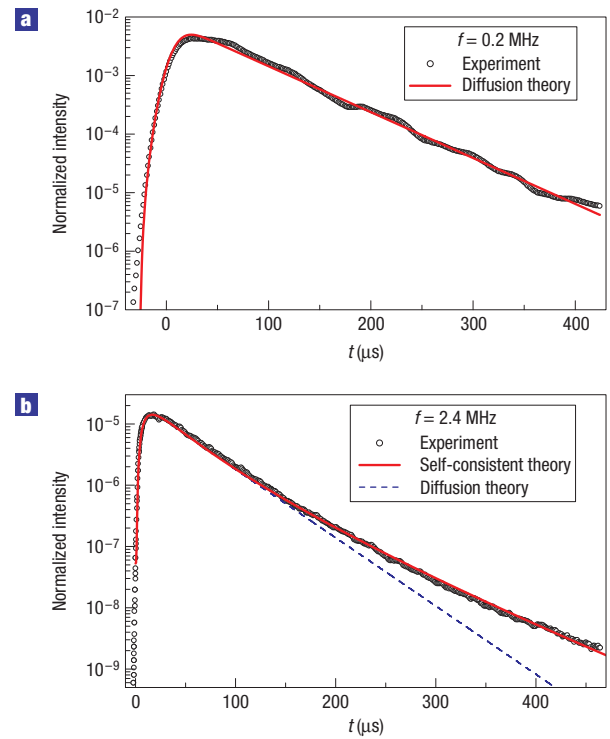 a
10⁻²
10⁻³
10⁻⁴
10⁻⁵
10⁻⁶
10⁻⁷
Normalized intensity
f = 0.2 MHz
Experiment
Diffusion theory
0 100 200 300 400
t (μs)
b
10⁻⁵
10⁻⁶
10⁻⁷
10⁻⁸
10⁻⁹
Normalized intensity
f = 2.4 MHz
Experiment
Self-consistent theory
Diffusion theory
0 100 200 300 400
t (μs)